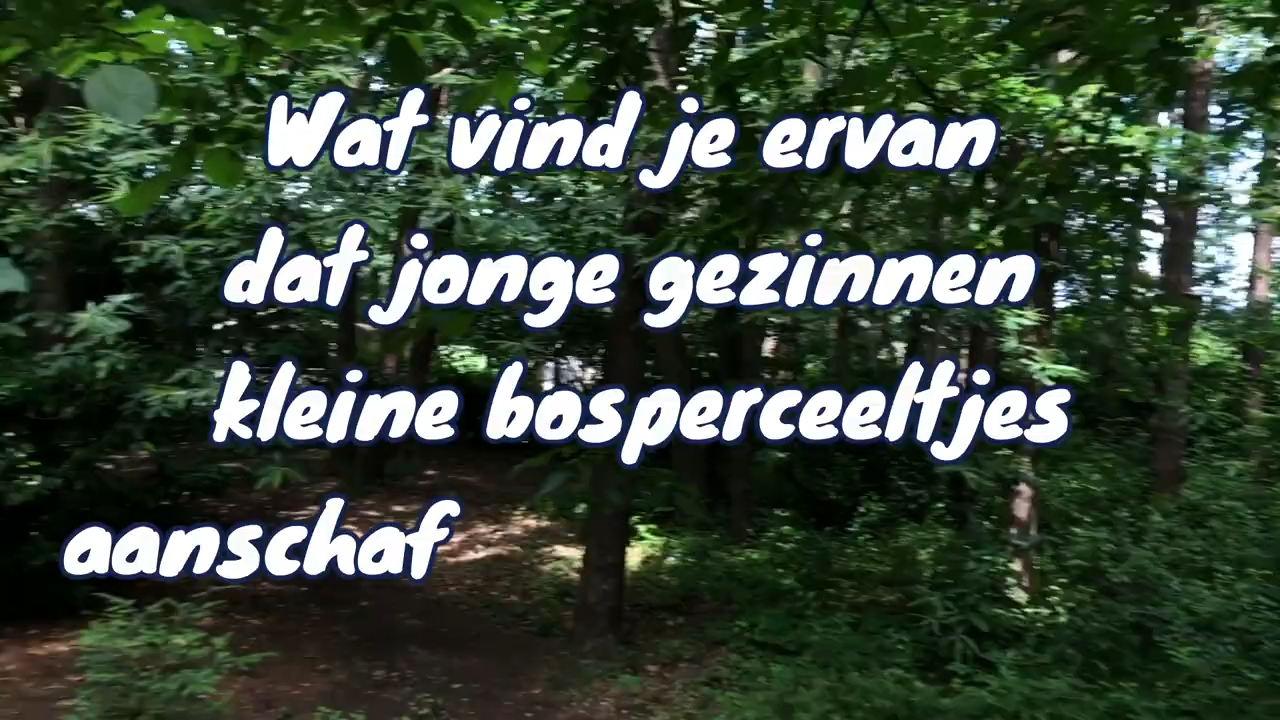 Wat vind je ervan
dat jonge gezinnen
kleine bosperceeltjes
aanschaf